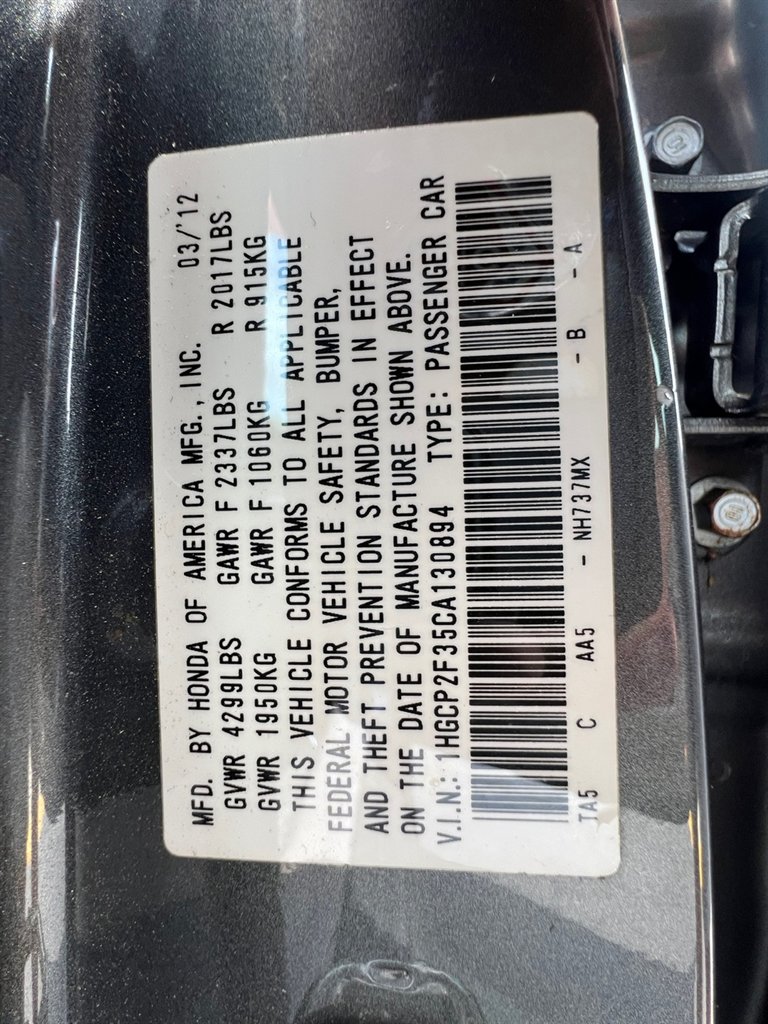 MFD. BY HONDA OF AMERICA MFG., INC. 03/'12
GVWR 4299LBS GAWR F 2337LBS R 2017LBS
GVWR 1950KG GAWR F 1060KG R 915KG
THIS VEHICLE CONFORMS TO ALL APPLICABLE
FEDERAL MOTOR VEHICLE SAFETY, BUMPER,
AND THEFT PREVENTION STANDARDS IN EFFECT
ON THE DATE OF MANUFACTURE SHOWN ABOVE.
V.I.N.: 1HGCP2F35CA130894 TYPE: PASSENGER CAR
TA5 C AA5 - NH737MX - B - A